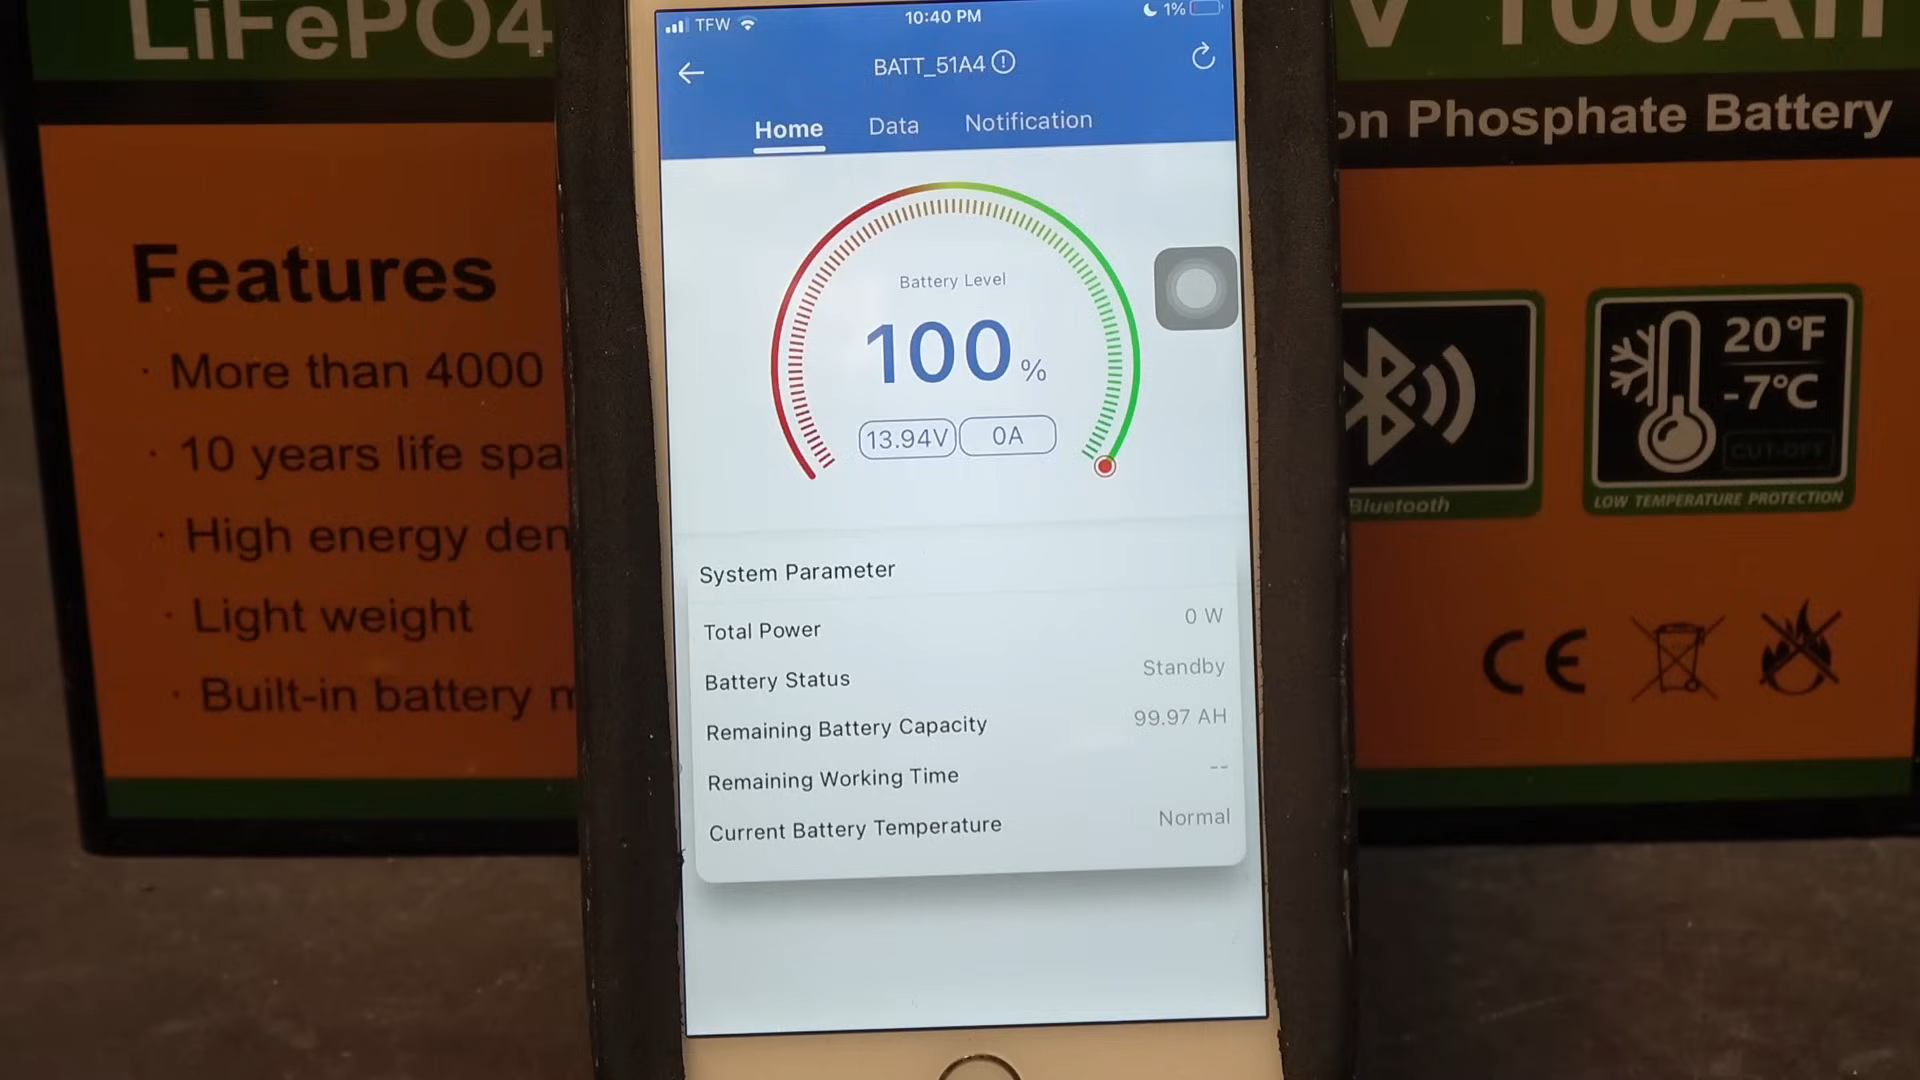 LiFePO4
V 100Ah
on Phosphate Battery
Features
· More than 4000
· 10 years life spa
· High energy den
· Light weight
· Built-in battery m
TFW
10:40 PM
1%
BATT_51A4
Home
Data
Notification
Battery Level
100 %
13.94V
0A
System Parameter
Total Power
0 W
Battery Status
Standby
Remaining Battery Capacity
99.97 AH
Remaining Working Time
--
Current Battery Temperature
Normal
Bluetooth
20°F
-7°C
CUT-OFF
LOW TEMPERATURE PROTECTION
CE